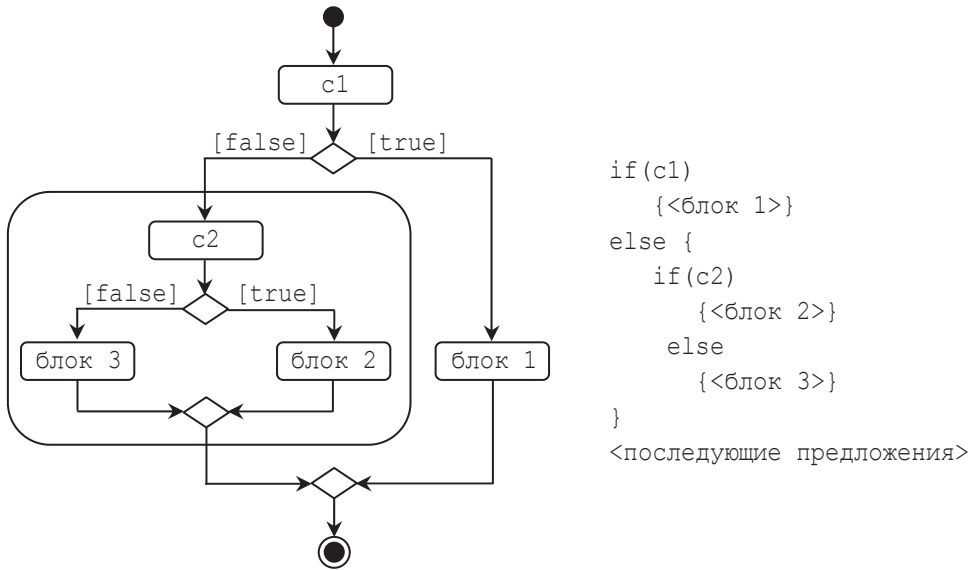 c1
[false] [true]
c2
[false] [true]
блок 3 блок 2 блок 1
if(c1)
{<блок 1>}
else {
if(c2)
{<блок 2>}
else
{<блок 3>}
}
<последующие предложения>